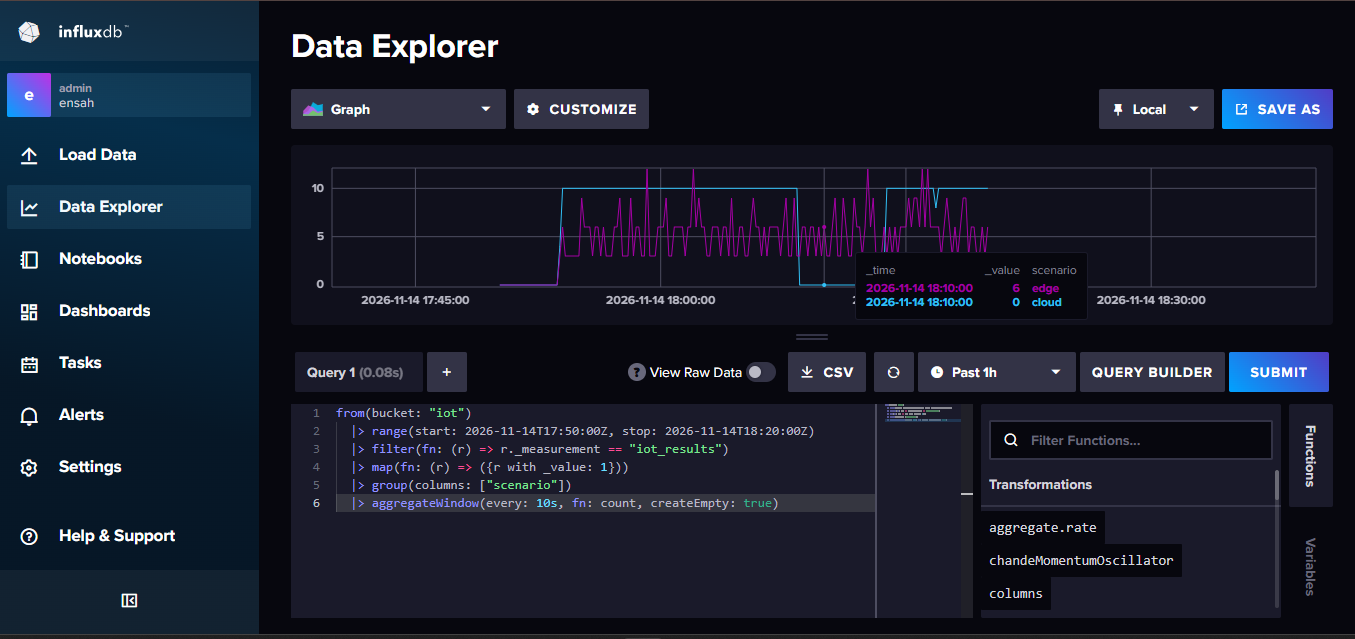 influxdb™
e
admin
ensah
Load Data
Data Explorer
Notebooks
Dashboards
Tasks
Alerts
Settings
Help & Support
Data Explorer
Graph
CUSTOMIZE
Local
SAVE AS
10
5
0
2026-11-14 17:45:00
2026-11-14 18:00:00
2026-11-14 18:30:00
_time _value scenario
2026-11-14 18:10:00 6 edge
2026-11-14 18:10:00 0 cloud
Query 1 (0.08s)
+
? View Raw Data
CSV
Past 1h
QUERY BUILDER
SUBMIT
1 from(bucket: "iot")
2 |> range(start: 2026-11-14T17:50:00Z, stop: 2026-11-14T18:20:00Z)
3 |> filter(fn: (r) => r._measurement == "iot_results")
4 |> map(fn: (r) => ({r with _value: 1}))
5 |> group(columns: ["scenario"])
6 |> aggregateWindow(every: 10s, fn: count, createEmpty: true)
Filter Functions...
Transformations
aggregate.rate
chandeMomentumOscillator
columns
Functions
Variables